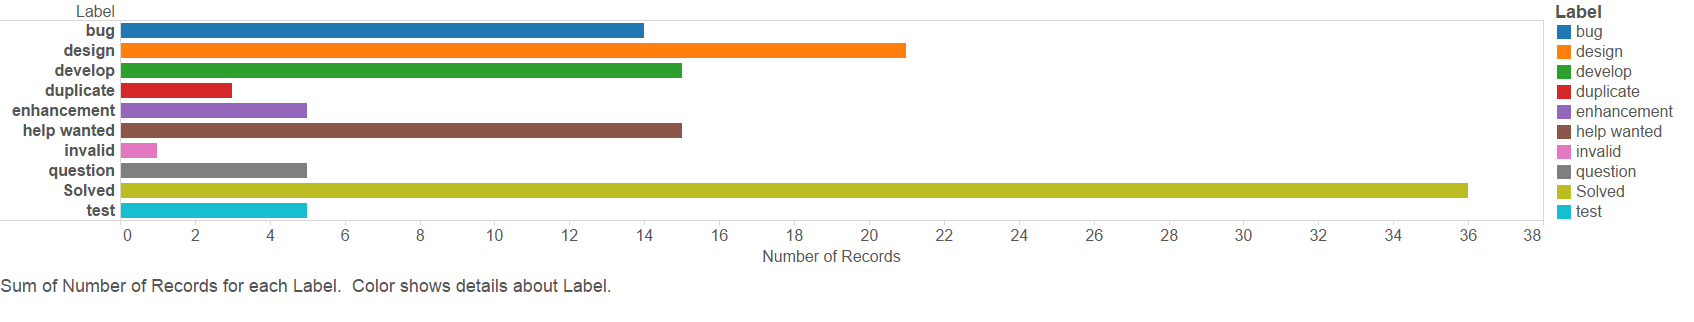 Label
bug
design
develop
duplicate
enhancement
help wanted
invalid
question
Solved
test
0 2 4 6 8 10 12 14 16 18 20 22 24 26 28 30 32 34 36 38
Number of Records
Label
bug
design
develop
duplicate
enhancement
help wanted
invalid
question
Solved
test
Sum of Number of Records for each Label.  Color shows details about Label.